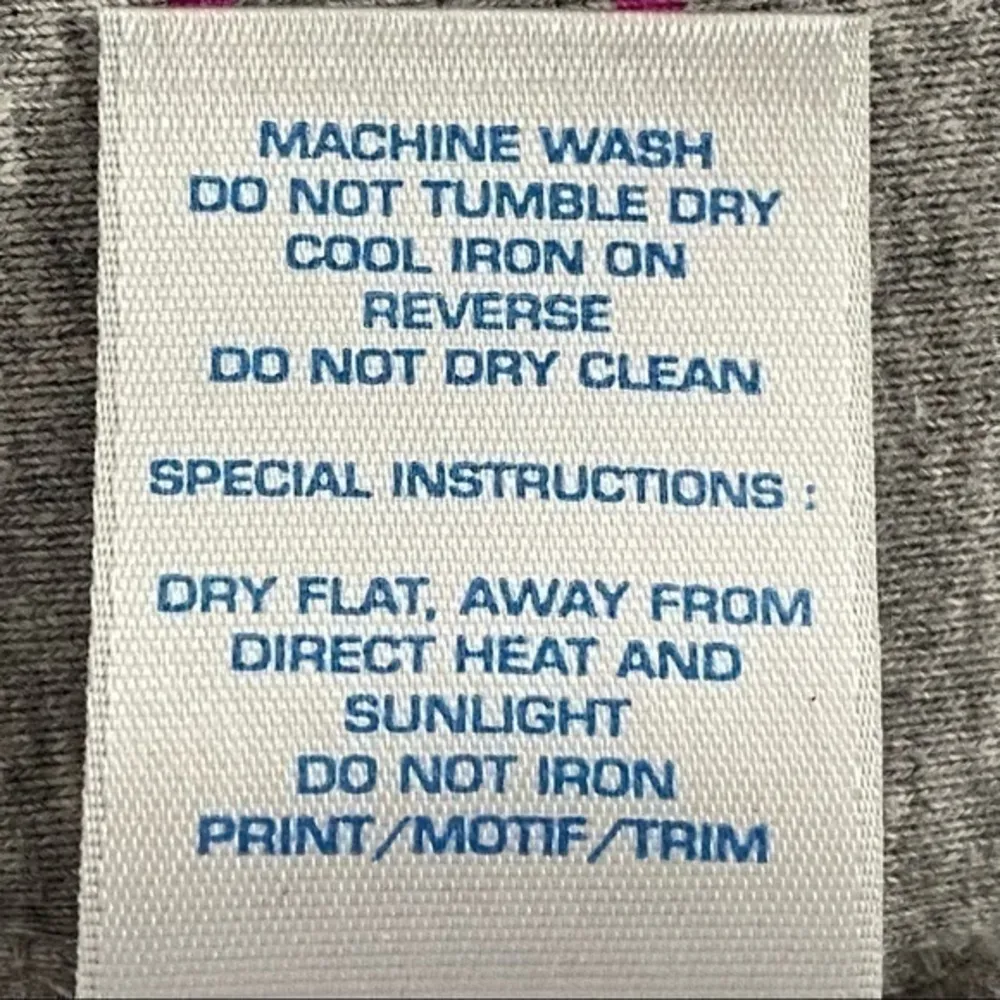 MACHINE WASH
DO NOT TUMBLE DRY
COOL IRON ON
REVERSE
DO NOT DRY CLEAN
SPECIAL INSTRUCTIONS :
DRY FLAT, AWAY FROM
DIRECT HEAT AND
SUNLIGHT
DO NOT IRON
PRINT/MOTIF/TRIM